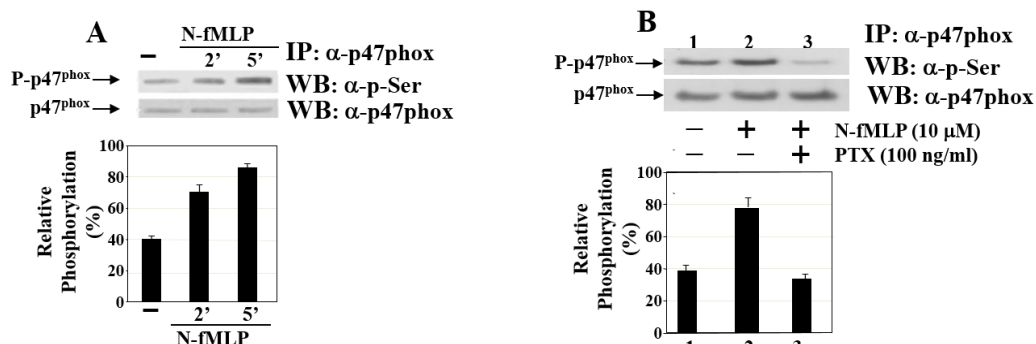 A
N-fMLP
– 2’ 5’ IP: α-p47phox
P-p47phox WB: α-p-Ser
p47phox WB: α-p47phox
Relative Phosphorylation (%)
100
80
60
40
20
0
– 2’ 5’
N-fMLP
B
1 2 3 IP: α-p47phox
P-p47phox WB: α-p-Ser
p47phox WB: α-p47phox
– + + N-fMLP (10 μM)
– – + PTX (100 ng/ml)
Relative Phosphorylation (%)
100
80
60
40
20
0
1 2 3